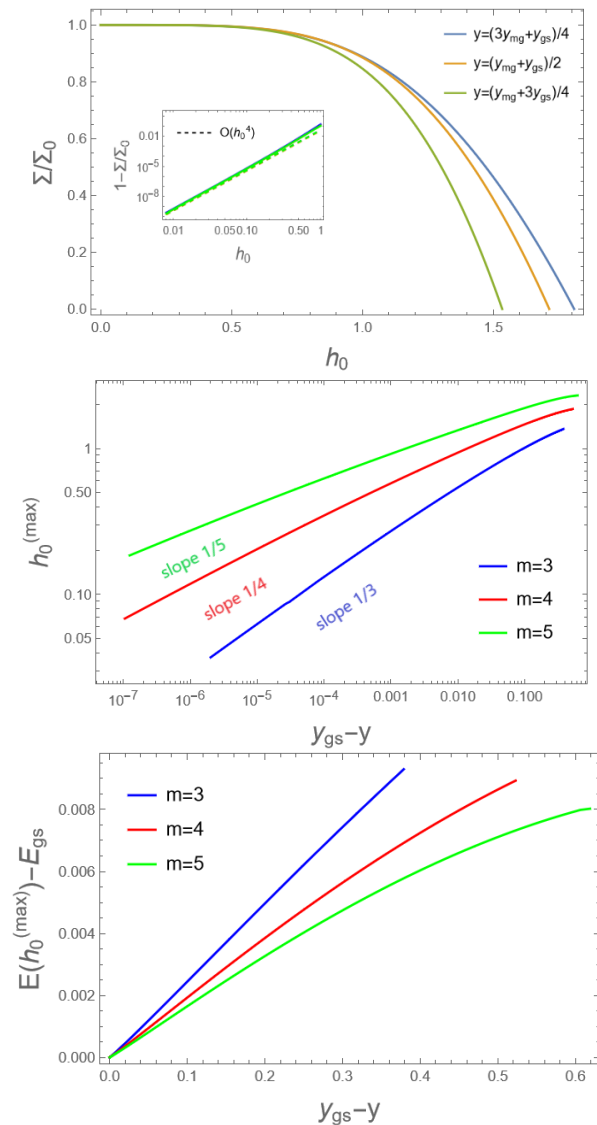 y=(3ymg+ygs)/4
y=(ymg+ygs)/2
y=(ymg+3ygs)/4
Σ/Σ0
1.0
0.8
0.6
0.4
0.2
0.0
0.0
0.5
1.0
1.5
h0
1-Σ/Σ0
O(h0^4)
0.01
10^-5
10^-8
0.01
0.05
0.10
0.50
1
h0
h0^(max)
1
0.50
0.10
0.05
slope 1/5
slope 1/4
slope 1/3
m=3
m=4
m=5
10^-7
10^-6
10^-5
10^-4
0.001
0.010
0.100
ygs−y
E(h0^(max))−Egs
m=3
m=4
m=5
0.008
0.006
0.004
0.002
0.000
0.0
0.1
0.2
0.3
0.4
0.5
0.6
ygs−y